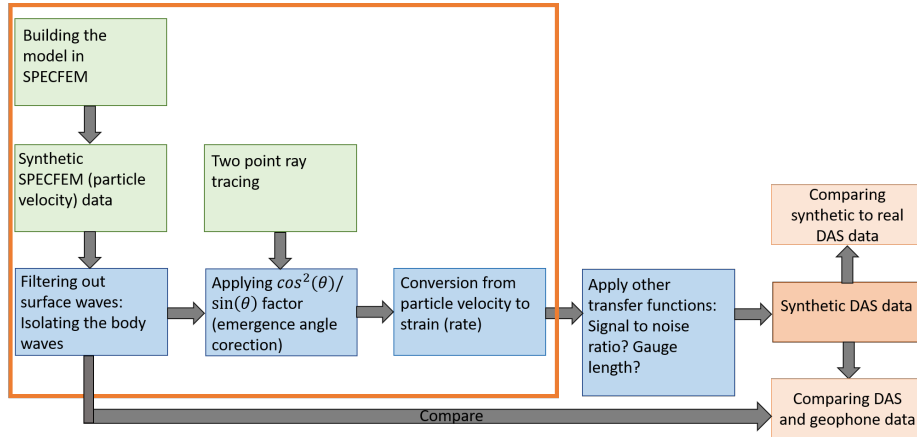 Building the
model in
SPECFEM
Synthetic
SPECFEM (particle
velocity) data
Two point ray
tracing
Filtering out
surface waves:
Isolating the body
waves
Applying cos²(θ)/
sin(θ) factor
(emergence angle
corection)
Conversion from
particle velocity to
strain (rate)
Apply other
transfer functions:
Signal to noise
ratio? Gauge
length?
Comparing
synthetic to real
DAS data
Synthetic DAS data
Comparing DAS
and geophone data
Compare